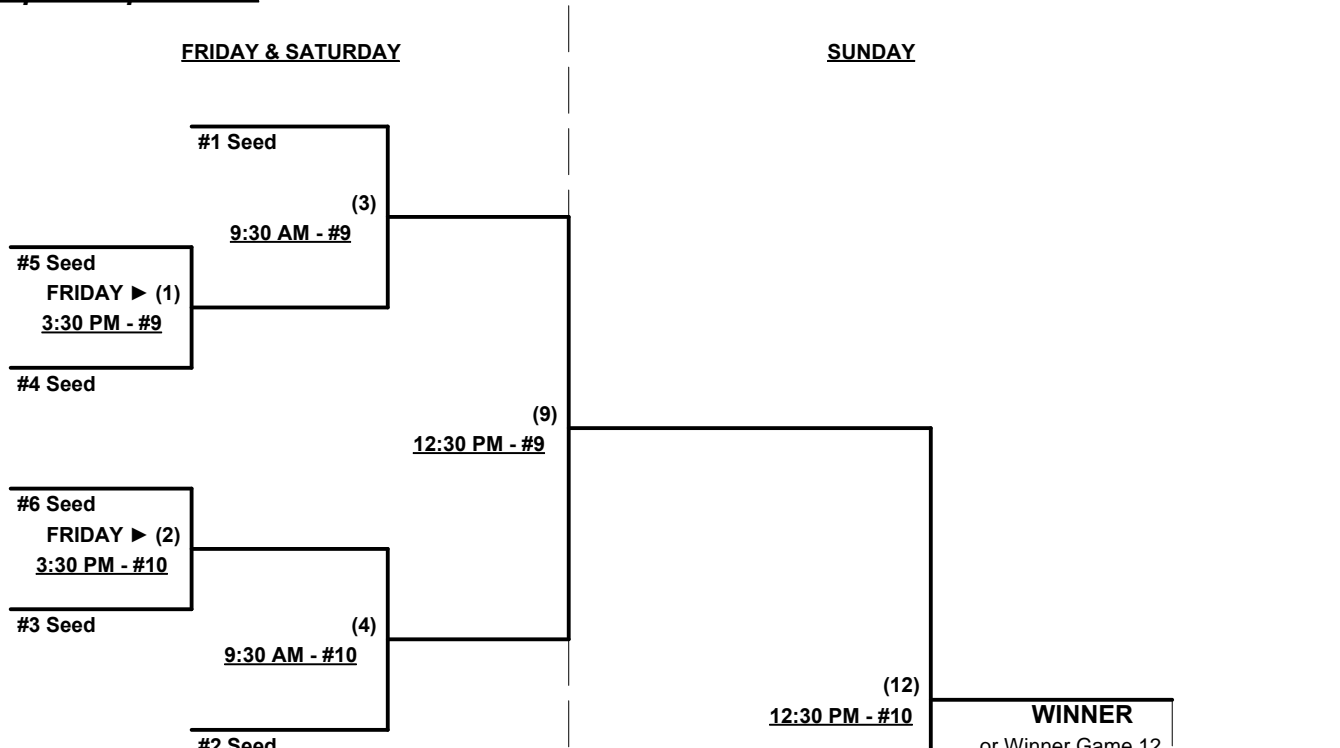 FRIDAY & SATURDAY
SUNDAY
#1 Seed
(3)
9:30 AM - #9
#5 Seed
FRIDAY ► (1)
3:30 PM - #9
#4 Seed
(9)
12:30 PM - #9
#6 Seed
FRIDAY ► (2)
3:30 PM - #10
#3 Seed
(4)
9:30 AM - #10
(12)
12:30 PM - #10
WINNER
#2 Seed
or Winner Game 12